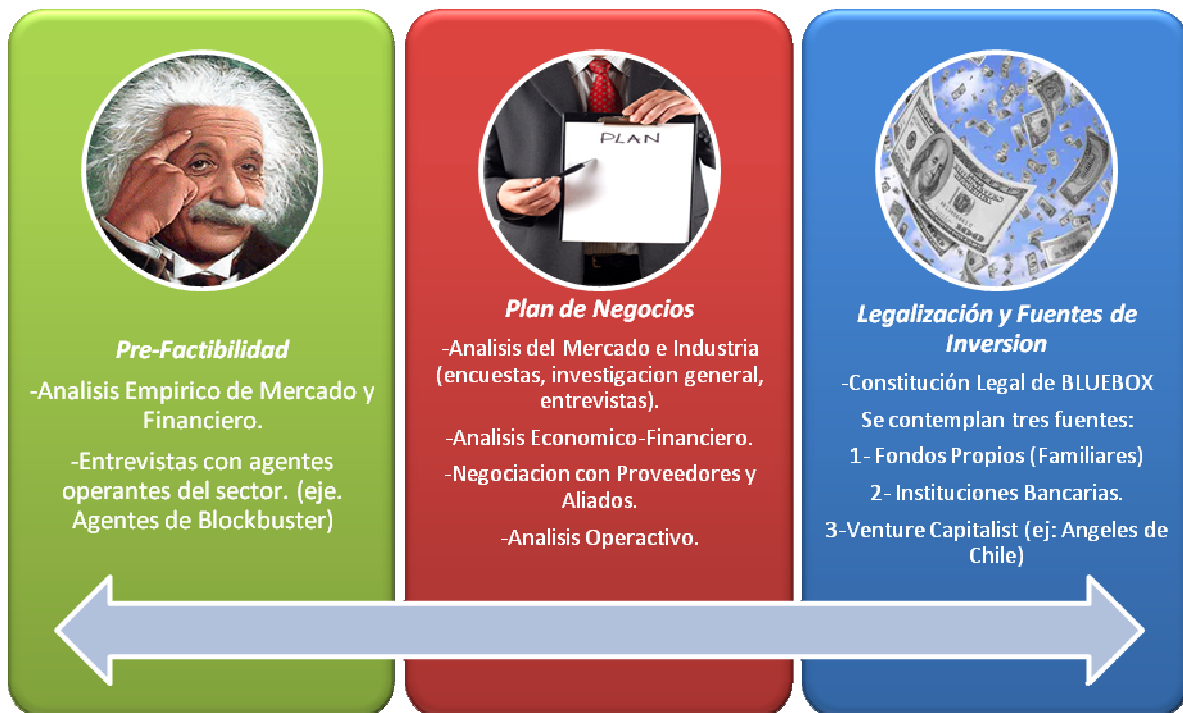 Pre-Factibilidad
-Analisis Empirico de Mercado y
Financiero.
-Entrevistas con agentes
operantes del sector. (eje.
Agentes de Blockbuster)
PLAN
Plan de Negocios
-Analisis del Mercado e Industria
(encuestas, investigacion general,
entrevistas).
-Analisis Economico-Financiero.
-Negociacion con Proveedores y
Aliados.
-Analisis Operactivo.
Legalización y Fuentes de
Inversion
-Constitución Legal de BLUEBOX
Se contemplan tres fuentes:
1- Fondos Propios (Familiares)
2- Instituciones Bancarias.
3-Venture Capitalist (ej: Angeles de
Chile)